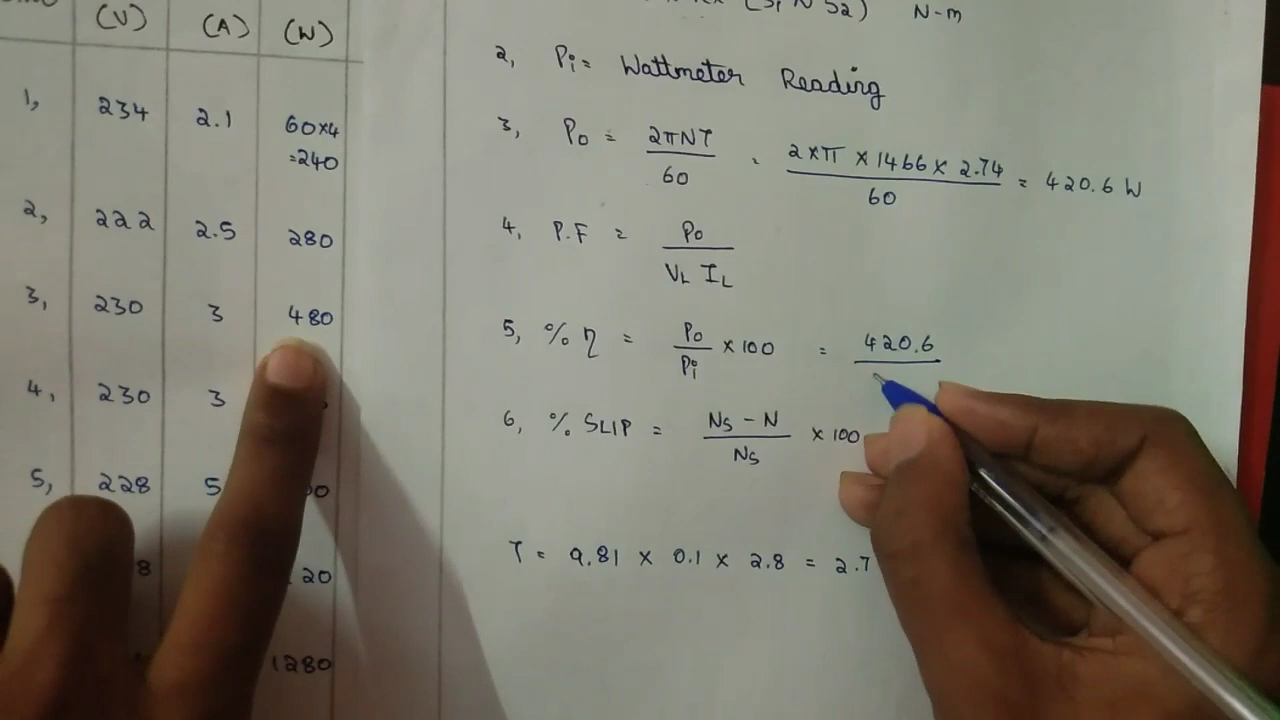 (V) (A) (W)
1, 234 2.1 60×4
=240
2, 222 2.5 280
3, 230 3 480
4, 230 3
5, 228 5
8 20
1280
N-m
2, Pi = Wattmeter Reading
3, Po = 2πNT / 60 = 2×π×1466×2.74 / 60 = 420.6 W
4, P.F = Po / VL IL
5, % η = Po / Pi ×100 = 420.6
6, % SLIP = Ns - N / Ns ×100
T = 9.81 × 0.1 × 2.8 = 2.7